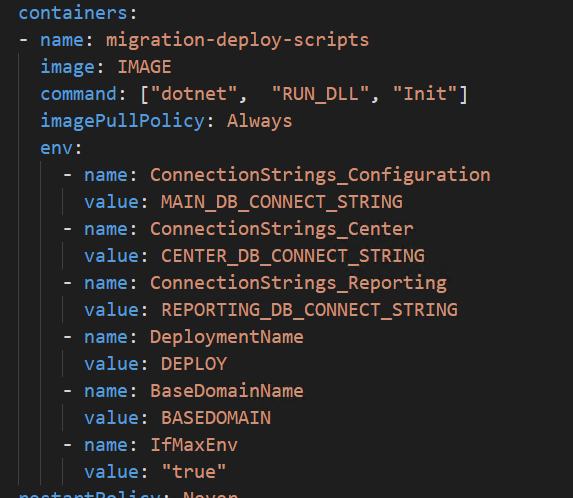 containers:
- name: migration-deploy-scripts
image: IMAGE
command: ["dotnet",  "RUN_DLL", "Init"]
imagePullPolicy: Always
env:
- name: ConnectionStrings_Configuration
value: MAIN_DB_CONNECT_STRING
- name: ConnectionStrings_Center
value: CENTER_DB_CONNECT_STRING
- name: ConnectionStrings_Reporting
value: REPORTING_DB_CONNECT_STRING
- name: DeploymentName
value: DEPLOY
- name: BaseDomainName
value: BASEDOMAIN
- name: IfMaxEnv
value: "true"
restartPolicy: Never